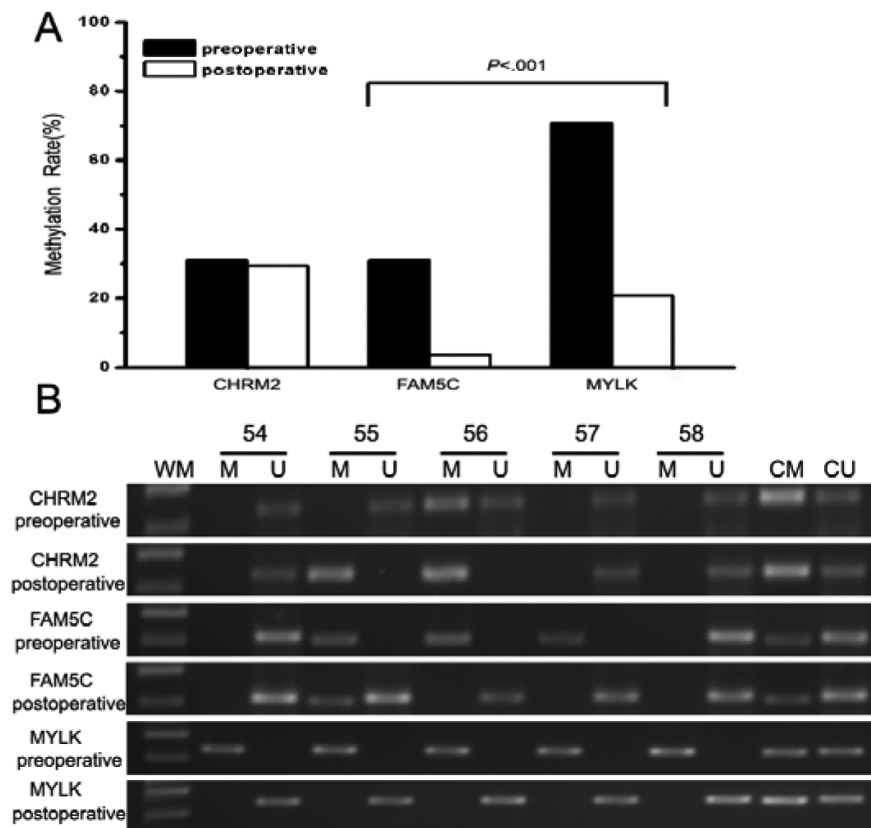 A
100
preoperative
postoperative
P<.001
80
60
40
20
0
Methylation Rate(%)
CHRM2 FAM5C MYLK
B
54 55 56 57 58
WM M U M U M U M U M U CM CU
CHRM2
preoperative
CHRM2
postoperative
FAM5C
preoperative
FAM5C
postoperative
MYLK
preoperative
MYLK
postoperative